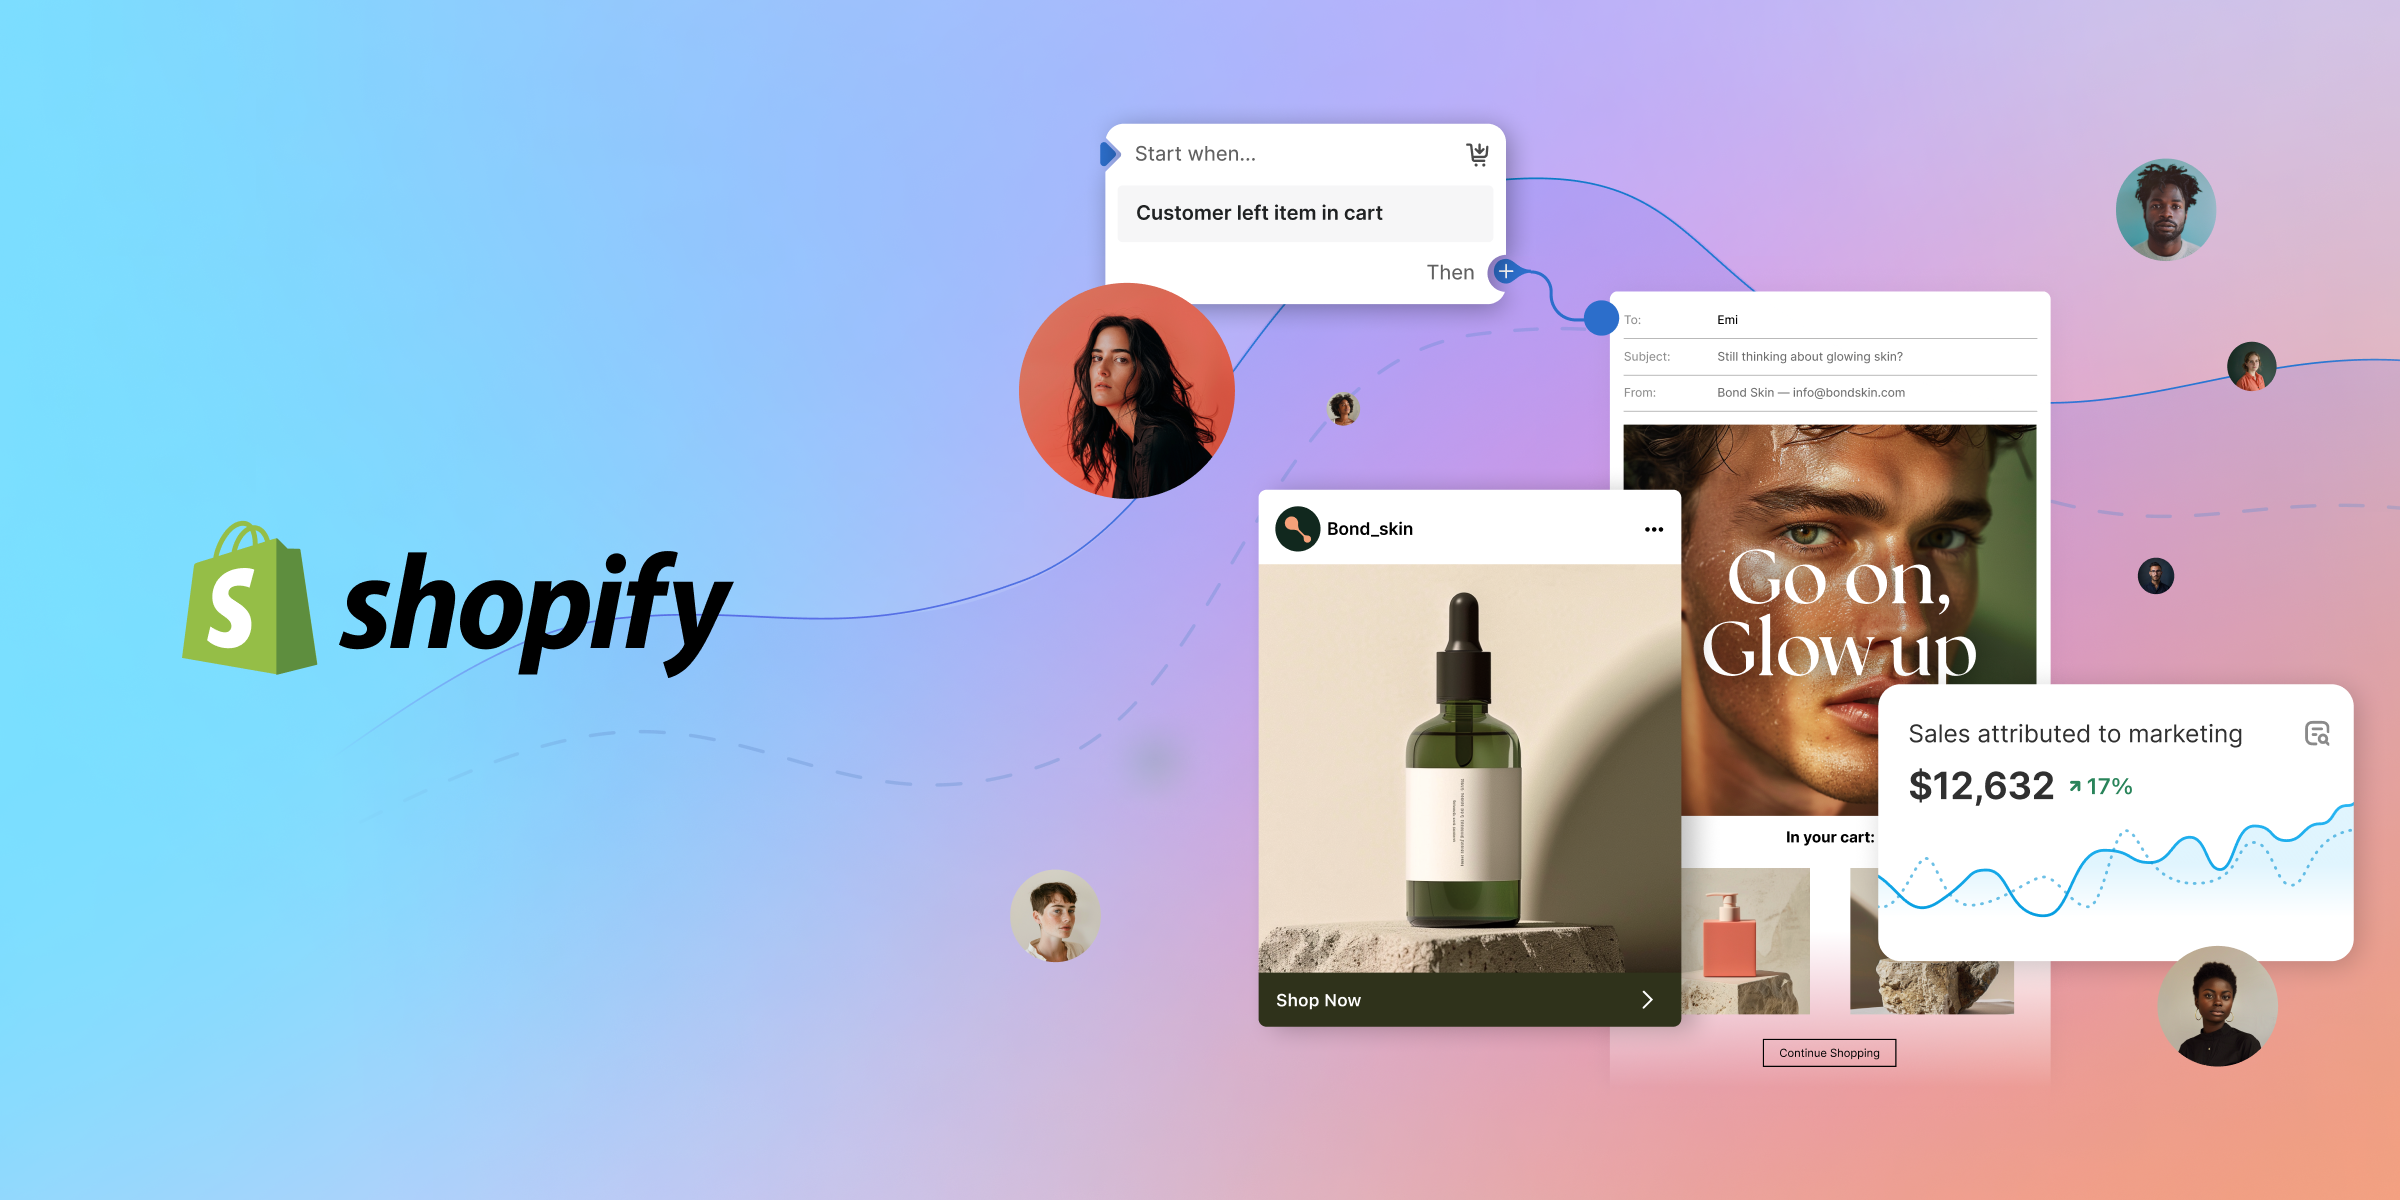 shopify
Start when...
Customer left item in cart
Then
To: Emi
Subject: Still thinking about glowing skin?
From: Bond Skin — info@bondskin.com
Go on,
Glow up
Bond_skin
Shop Now
In your cart:
Continue Shopping
Sales attributed to marketing
$12,632 17%